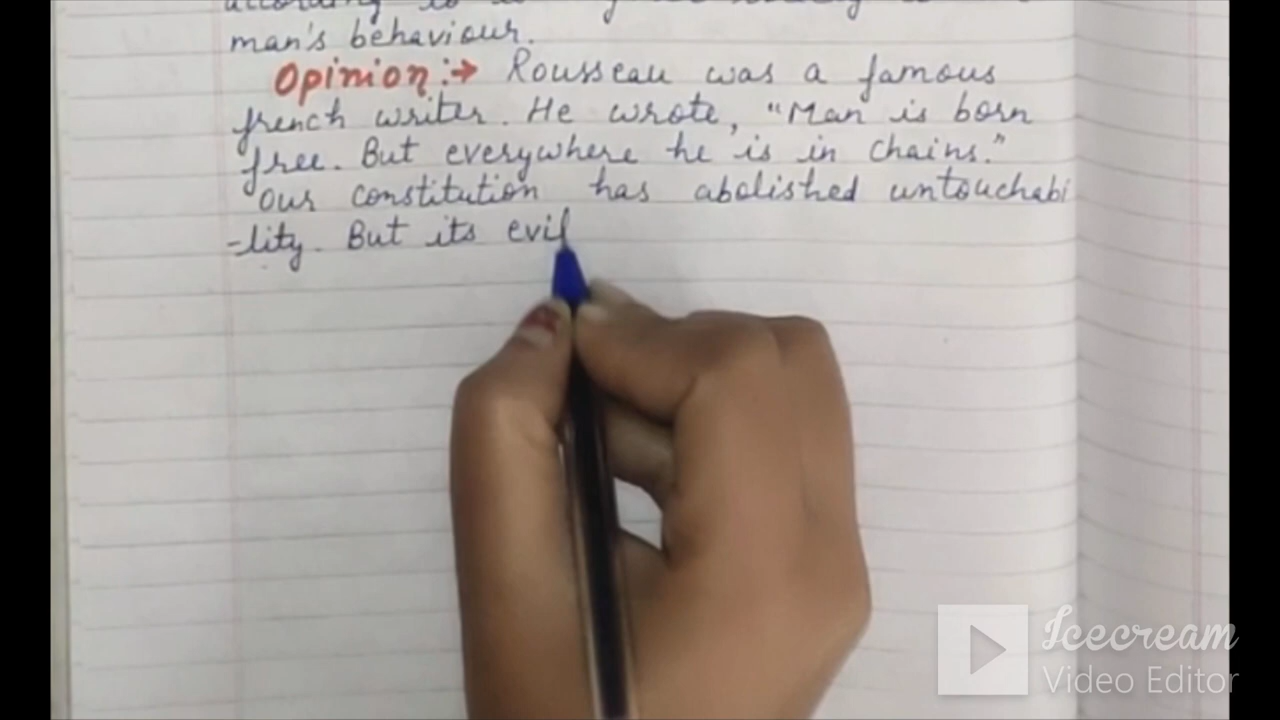 man's behaviour.
Opinion :→ Rousseau was a famous
french writer. He wrote, "Man is born
free. But everywhere he is in chains."
Our constitution has abolished untouchabi
-lity. But its evil
Icecream
Video Editor